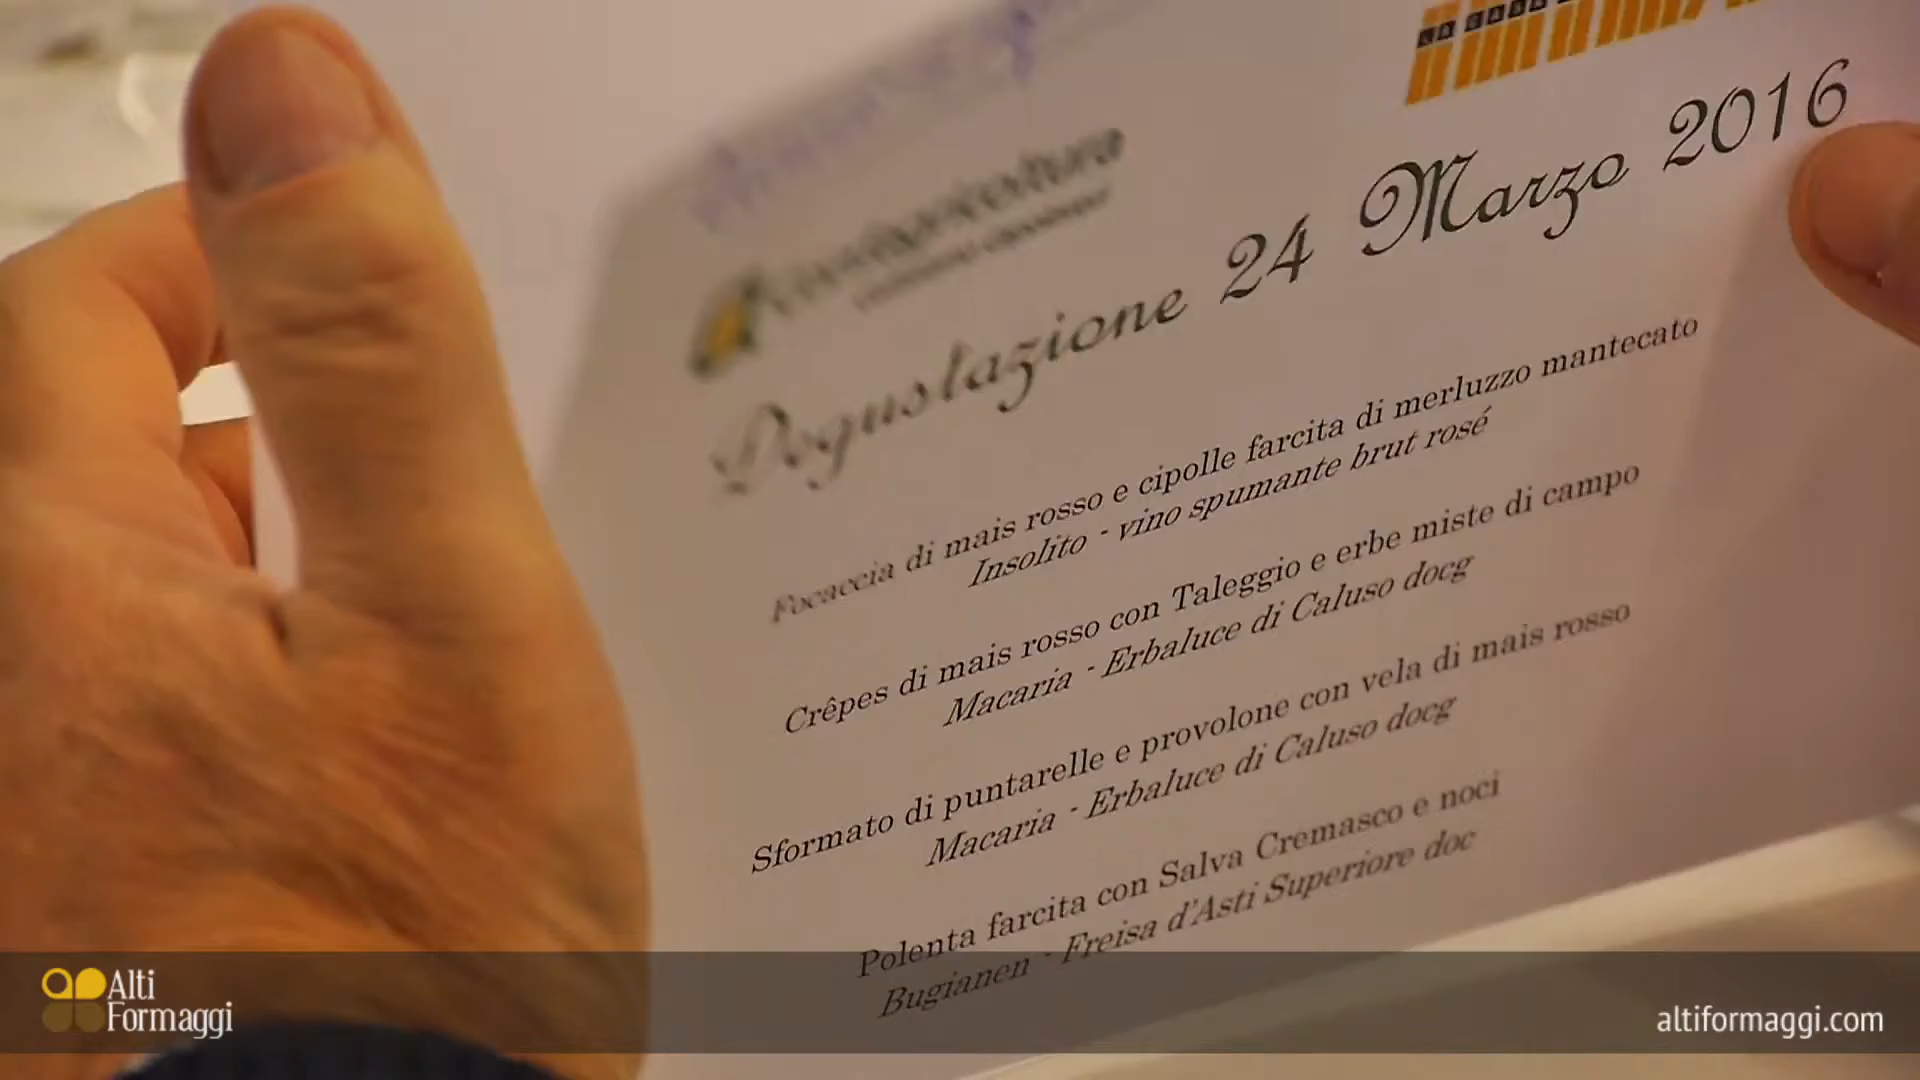 LA CASA
Degustazione 24 Marzo 2016
Focaccia di mais rosso e cipolle farcita di merluzzo mantecato
Insolito - vino spumante brut rosé
Crêpes di mais rosso con Taleggio e erbe miste di campo
Macaria - Erbaluce di Caluso docg
Sformato di puntarelle e provolone con vela di mais rosso
Macaria - Erbaluce di Caluso docg
Polenta farcita con Salva Cremasco e noci
Bugianen - Freisa d'Asti Superiore doc
Alti
Formaggi
altiformaggi.com